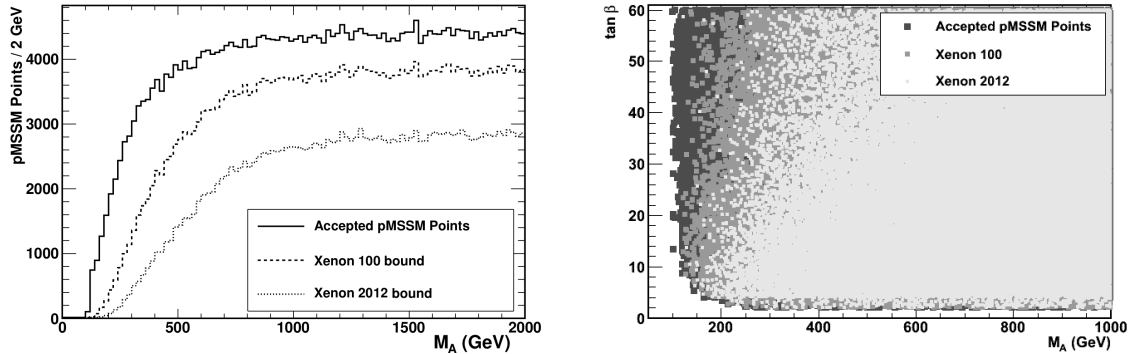 pMSSM Points / 2 GeV
4000
3000
2000
1000
0
Accepted pMSSM Points
Xenon 100 bound
Xenon 2012 bound
0 500 1000 1500 2000
M_A (GeV)
tan β
60
50
40
30
20
10
0
Accepted pMSSM Points
Xenon 100
Xenon 2012
200 400 600 800 1000
M_A (GeV)